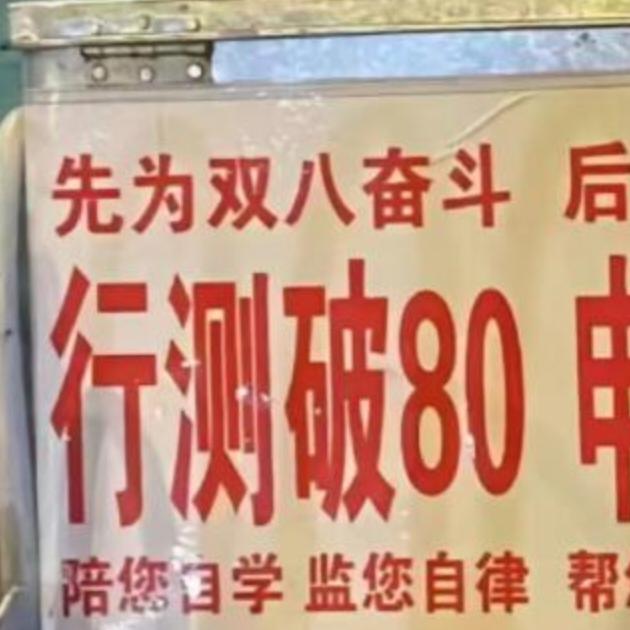 先为双八奋斗 后
行测破80 申
陪您自学 监您自律 帮